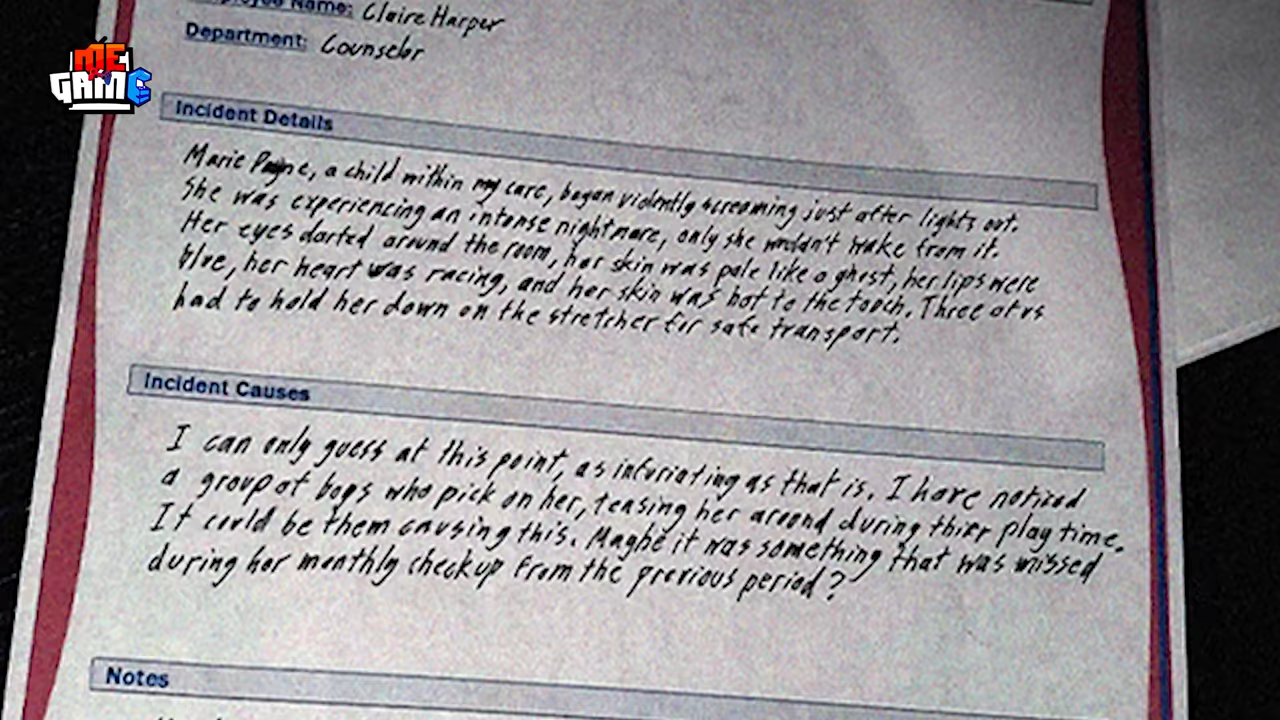 ME GAME
Employee Name: Claire Harper
Department: Counselor
Incident Details
Marie Payne, a child within my care, began violently screaming just after lights out.
She was experiencing an intense nightmare, only she wouldn't wake from it.
Her eyes darted around the room, her skin was pale like a ghost, her lips were
blue, her heart was racing, and her skin was hot to the touch. Three of us
had to hold her down on the stretcher for safe transport.
Incident Causes
I can only guess at this point, as infuriating as that is. I have noticed
a group of boys who pick on her, teasing her around during thier play time.
It could be them causing this. Maybe it was something that was missed
during her monthly checkup from the previous period?
Notes